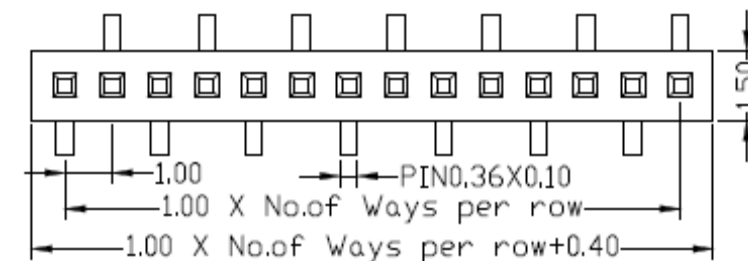 1.50
1.00
PIN0.36X0.10
1.00 X No.of Ways per row
1.00 X No.of Ways per row+0.40